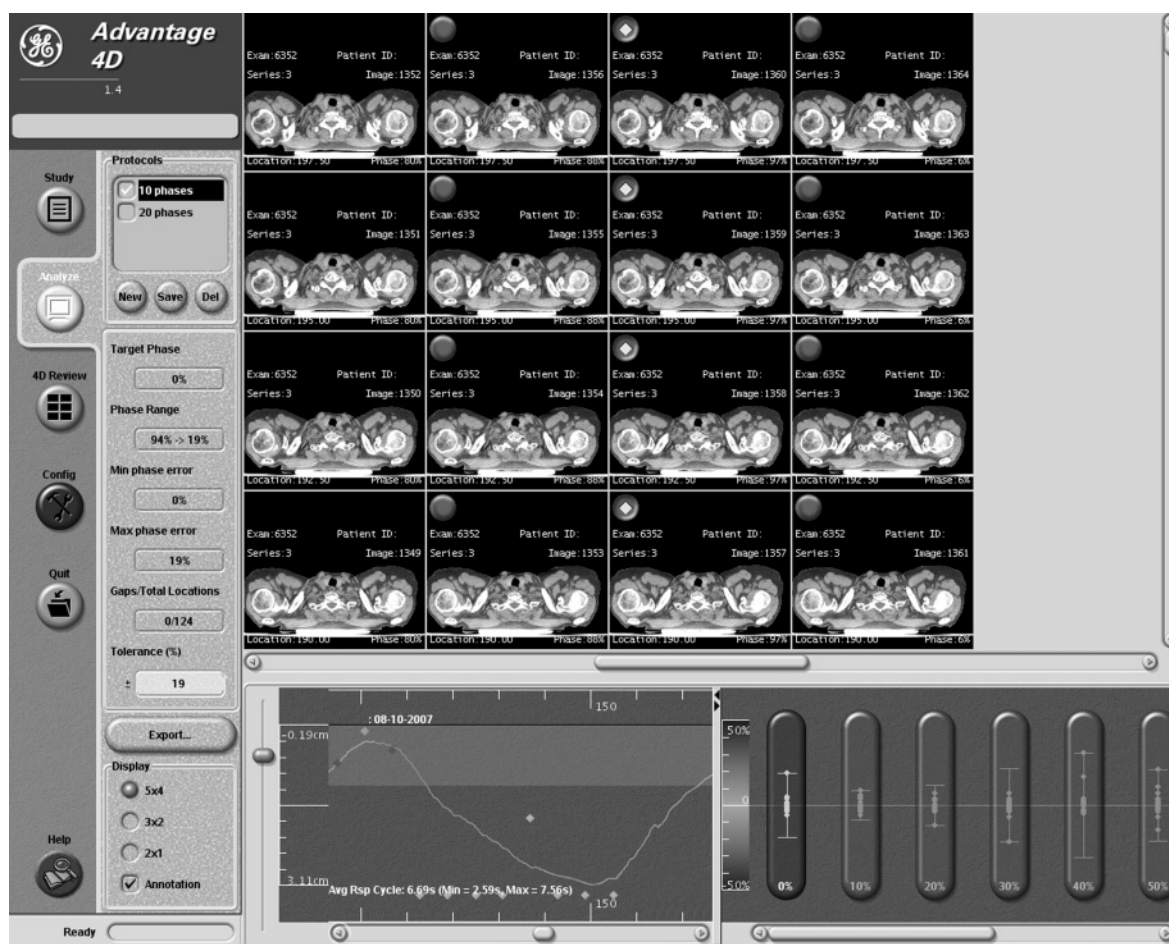 Advantage
4D
1.4
Study
Analyze
4D Review
Config
Quit
Help
Ready
Protocols
10 phases
20 phases
New Save Del
Target Phase
0%
Phase Range
94% -> 19%
Min phase error
0%
Max phase error
19%
Gaps/Total Locations
0/124
Tolerance (%)
± 19
Export...
Display
5x4
3x2
2x1
Annotation
Exam:6352 Patient ID: Exam:6352 Patient ID: Exam:6352 Patient ID: Exam:6352 Patient ID:
Series:3 Image:1352 Series:3 Image:1356 Series:3 Image:1360 Series:3 Image:1364
Location:197.50 Phase:80% Location:197.50 Phase:88% Location:197.50 Phase:97% Location:197.50 Phase:6%
Exam:6352 Patient ID: Exam:6352 Patient ID: Exam:6352 Patient ID: Exam:6352 Patient ID:
Series:3 Image:1351 Series:3 Image:1355 Series:3 Image:1359 Series:3 Image:1363
Location:195.00 Phase:80% Location:195.00 Phase:88% Location:195.00 Phase:97% Location:195.00 Phase:6%
Exam:6352 Patient ID: Exam:6352 Patient ID: Exam:6352 Patient ID: Exam:6352 Patient ID:
Series:3 Image:1350 Series:3 Image:1354 Series:3 Image:1358 Series:3 Image:1362
Location:192.50 Phase:80% Location:192.50 Phase:88% Location:192.50 Phase:97% Location:192.50 Phase:6%
Exam:6352 Patient ID: Exam:6352 Patient ID: Exam:6352 Patient ID: Exam:6352 Patient ID:
Series:3 Image:1349 Series:3 Image:1353 Series:3 Image:1357 Series:3 Image:1361
Location:190.00 Phase:80% Location:190.00 Phase:88% Location:190.00 Phase:97% Location:190.00 Phase:6%
150
: 08-10-2007
-0.19cm
3.11cm
Avg Rsp Cycle: 6.69s (Min = 2.59s, Max = 7.56s)
150
50%
0
-50%
0% 10% 20% 30% 40% 50%